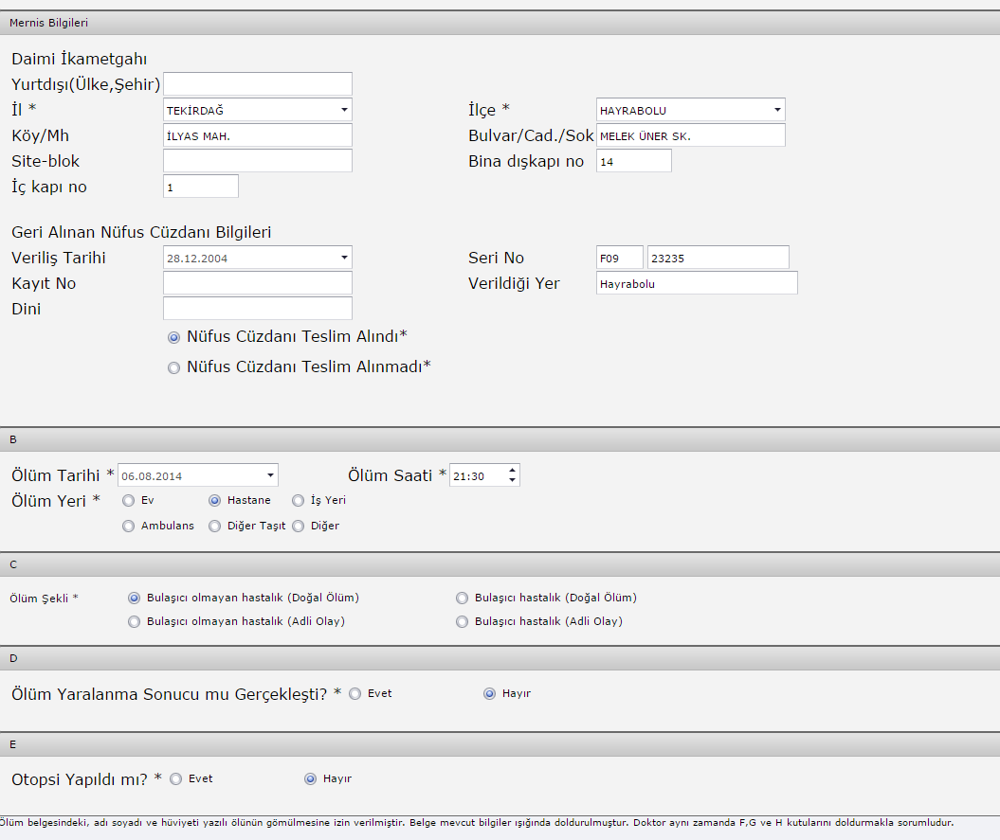 Mernis Bilgileri
Daimi İkametgahı
Yurtdışı(Ülke,Şehir)
İl * TEKİRDAĞ İlçe * HAYRABOLU
Köy/Mh İLYAS MAH. Bulvar/Cad./Sok MELEK ÜNER SK.
Site-blok Bina dışkapı no 14
İç kapı no 1
Geri Alınan Nüfus Cüzdanı Bilgileri
Veriliş Tarihi 28.12.2004 Seri No F09 23235
Kayıt No Verildiği Yer Hayrabolu
Dini
Nüfus Cüzdanı Teslim Alındı*
Nüfus Cüzdanı Teslim Alınmadı*
B
Ölüm Tarihi * 06.08.2014 Ölüm Saati * 21:30
Ölüm Yeri * Ev Hastane İş Yeri
Ambulans Diğer Taşıt Diğer
C
Ölüm Şekli * Bulaşıcı olmayan hastalık (Doğal Ölüm) Bulaşıcı hastalık (Doğal Ölüm)
Bulaşıcı olmayan hastalık (Adli Olay) Bulaşıcı hastalık (Adli Olay)
D
Ölüm Yaralanma Sonucu mu Gerçekleşti? * Evet Hayır
E
Otopsi Yapıldı mı? * Evet Hayır
Ölüm belgesindeki, adı soyadı ve hüviyeti yazılı ölünün gömülmesine izin verilmiştir. Belge mevcut bilgiler ışığında doldurulmuştur. Doktor aynı zamanda F,G ve H kutularını doldurmakla sorumludur.